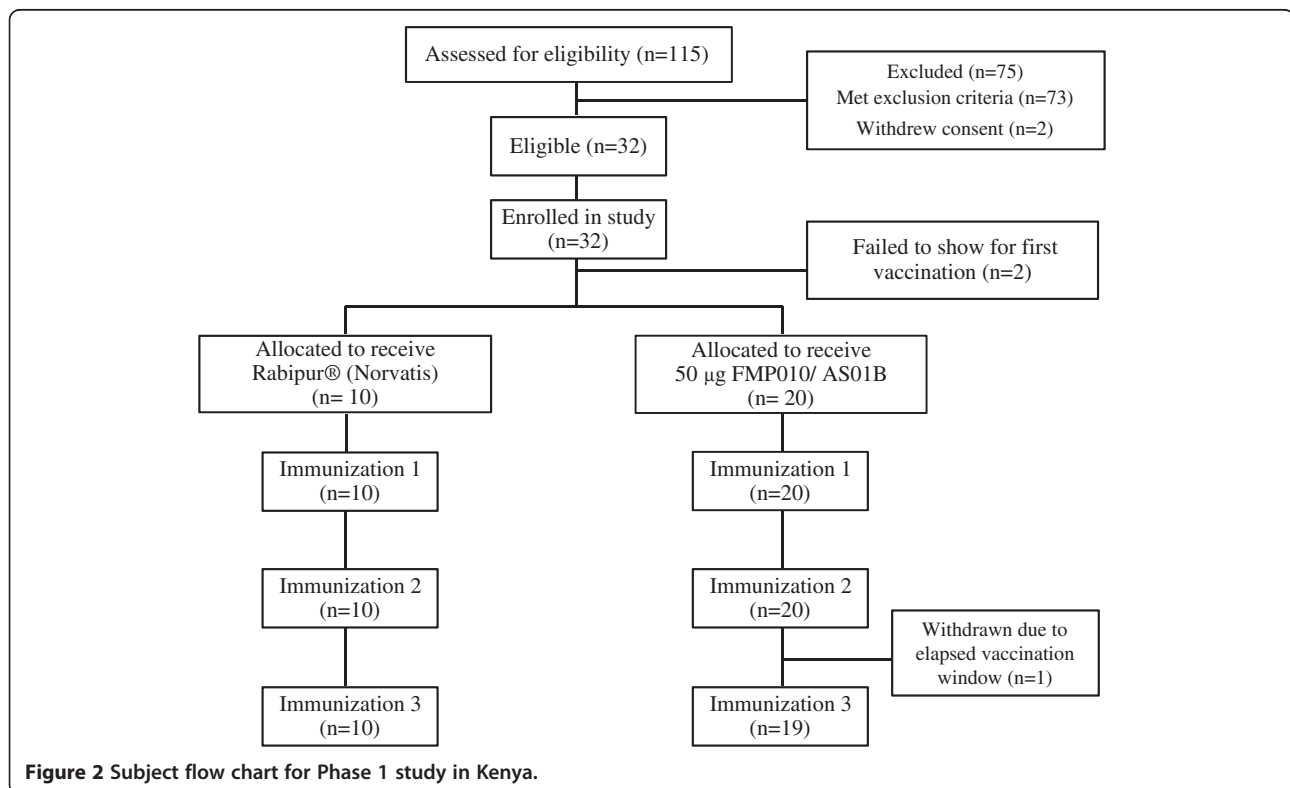 Assessed for eligibility (n=115)
Excluded (n=75)
Met exclusion criteria (n=73)
Withdrew consent (n=2)
Eligible (n=32)
Enrolled in study
(n=32)
Failed to show for first
vaccination (n=2)
Allocated to receive
Rabipur® (Norvatis)
(n= 10)
Allocated to receive
50 µg FMP010/ AS01B
(n= 20)
Immunization 1
(n=10)
Immunization 1
(n=20)
Immunization 2
(n=10)
Immunization 2
(n=20)
Withdrawn due to
elapsed vaccination
window (n=1)
Immunization 3
(n=10)
Immunization 3
(n=19)
Figure 2 Subject flow chart for Phase 1 study in Kenya.